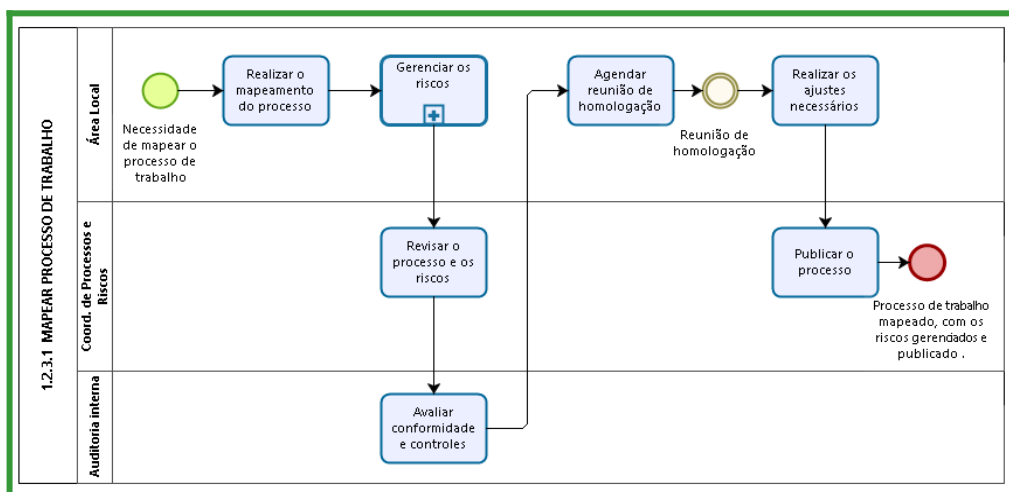 1.2.3.1 MAPEAR PROCESSO DE TRABALHO
Área Local
Necessidade
de mapear o
processo de
trabalho
Realizar o
mapeamento
do processo
Gerenciar os
riscos
Agendar
reunião de
homologação
Reunião de
homologação
Realizar os
ajustes
necessários
Coord. de Processos e
Riscos
Revisar o
processo e os
riscos
Publicar o
processo
Processo de trabalho
mapeado, com os
riscos gerenciados e
publicado .
Auditoria interna
Avaliar
conformidade
e controles